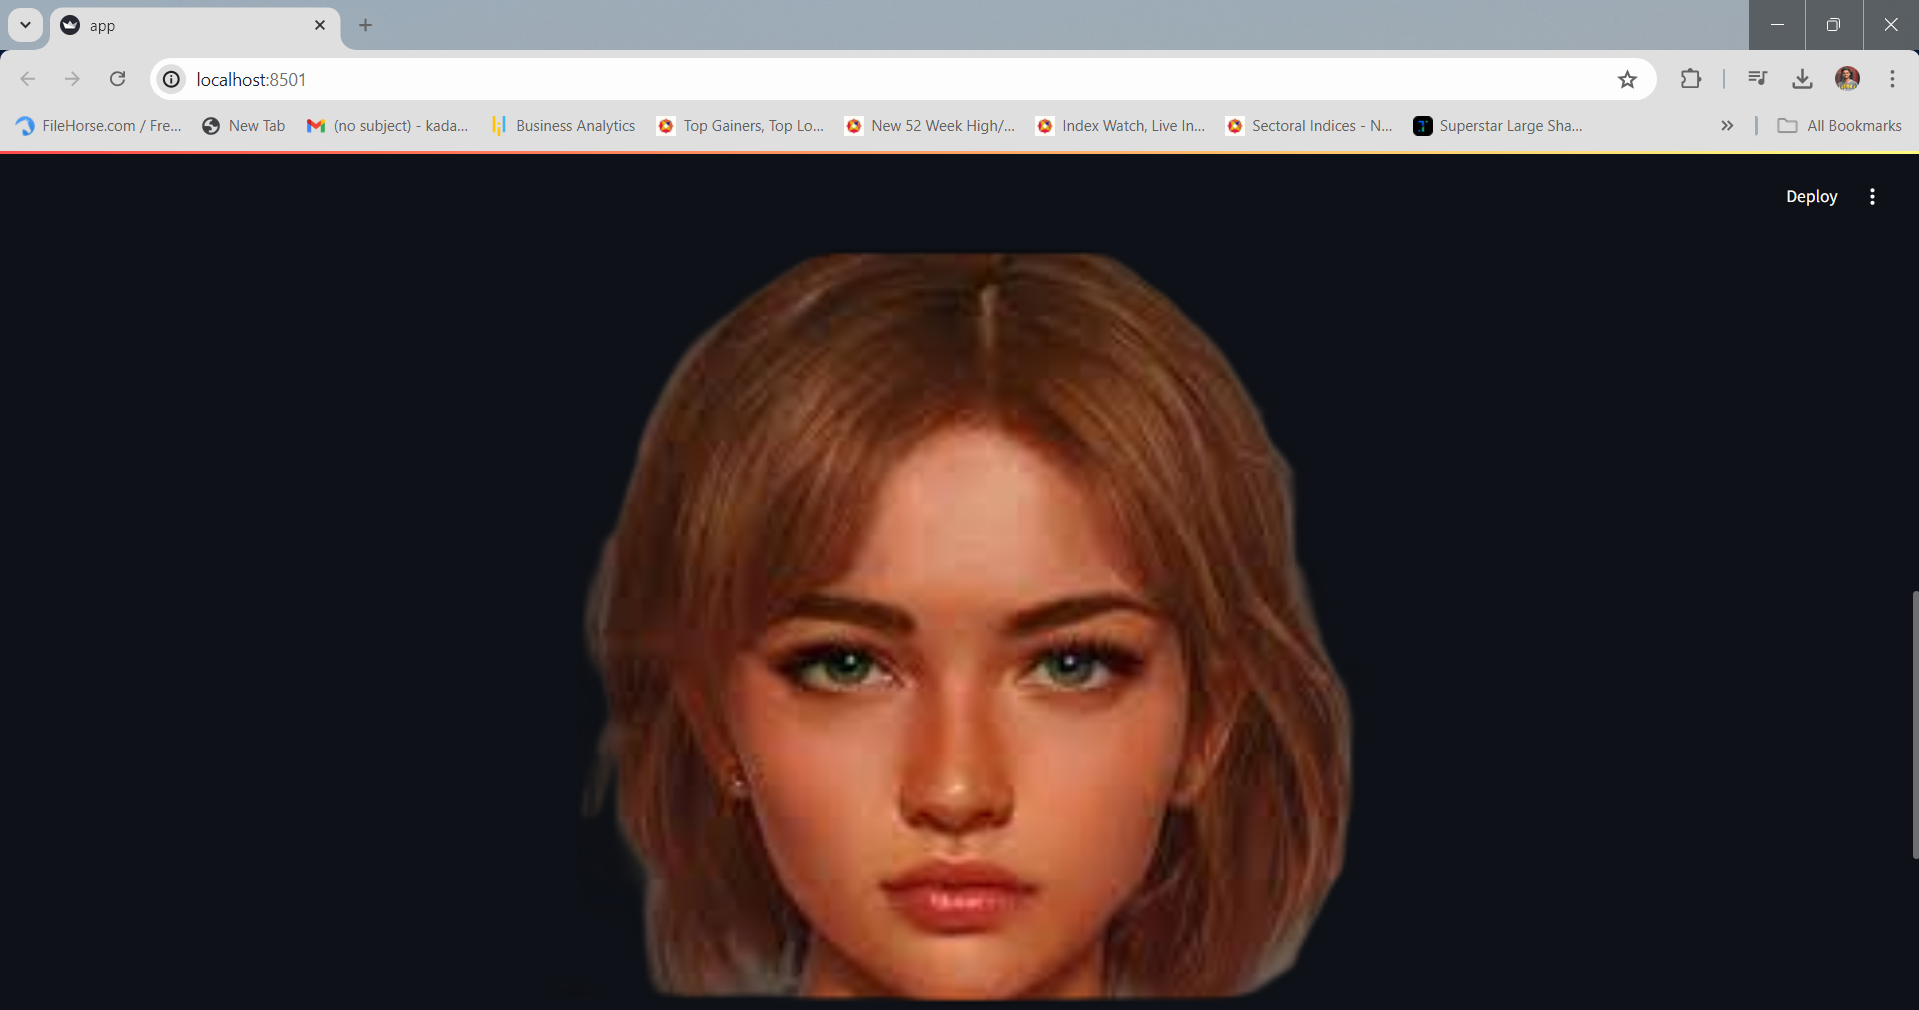 app
localhost:8501
FileHorse.com / Fre... New Tab (no subject) - kada... Business Analytics Top Gainers, Top Lo... New 52 Week High/... Index Watch, Live In... Sectoral Indices - N... Superstar Large Sha... All Bookmarks
Deploy